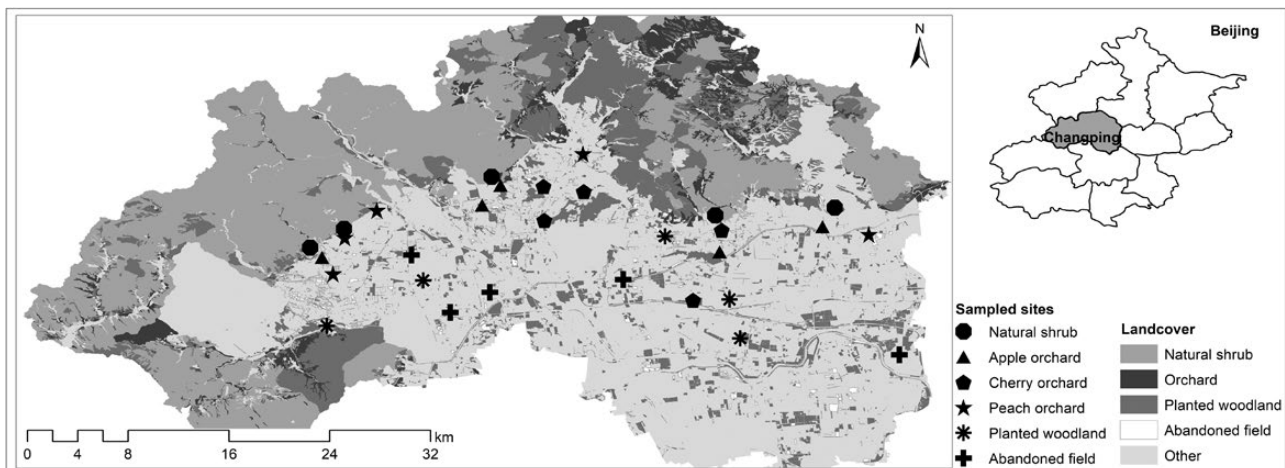 N
Beijing
Changping
Sampled sites
Natural shrub
Apple orchard
Cherry orchard
Peach orchard
Planted woodland
Abandoned field
Landcover
Natural shrub
Orchard
Planted woodland
Abandoned field
Other
km
0 4 8 16 24 32